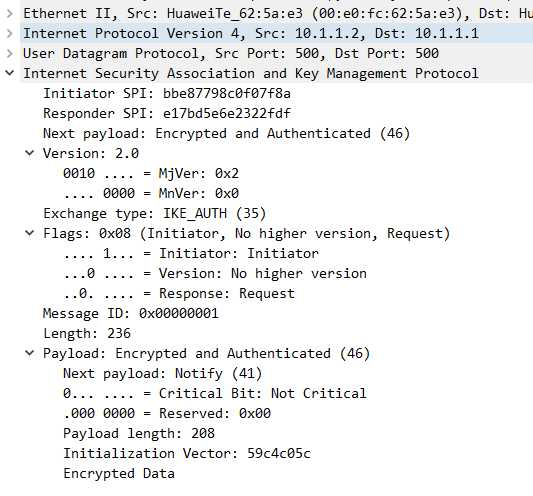 Ethernet II, Src: HuaweiTe_62:5a:e3 (00:e0:fc:62:5a:e3), Dst: Hu
Internet Protocol Version 4, Src: 10.1.1.2, Dst: 10.1.1.1
User Datagram Protocol, Src Port: 500, Dst Port: 500
Internet Security Association and Key Management Protocol
Initiator SPI: bbe87798c0f07f8a
Responder SPI: e17bd5e6e2322fdf
Next payload: Encrypted and Authenticated (46)
Version: 2.0
0010 .... = MjVer: 0x2
.... 0000 = MnVer: 0x0
Exchange type: IKE_AUTH (35)
Flags: 0x08 (Initiator, No higher version, Request)
.... 1... = Initiator: Initiator
...0 .... = Version: No higher version
..0. .... = Response: Request
Message ID: 0x00000001
Length: 236
Payload: Encrypted and Authenticated (46)
Next payload: Notify (41)
0... .... = Critical Bit: Not Critical
.000 0000 = Reserved: 0x00
Payload length: 208
Initialization Vector: 59c4c05c
Encrypted Data